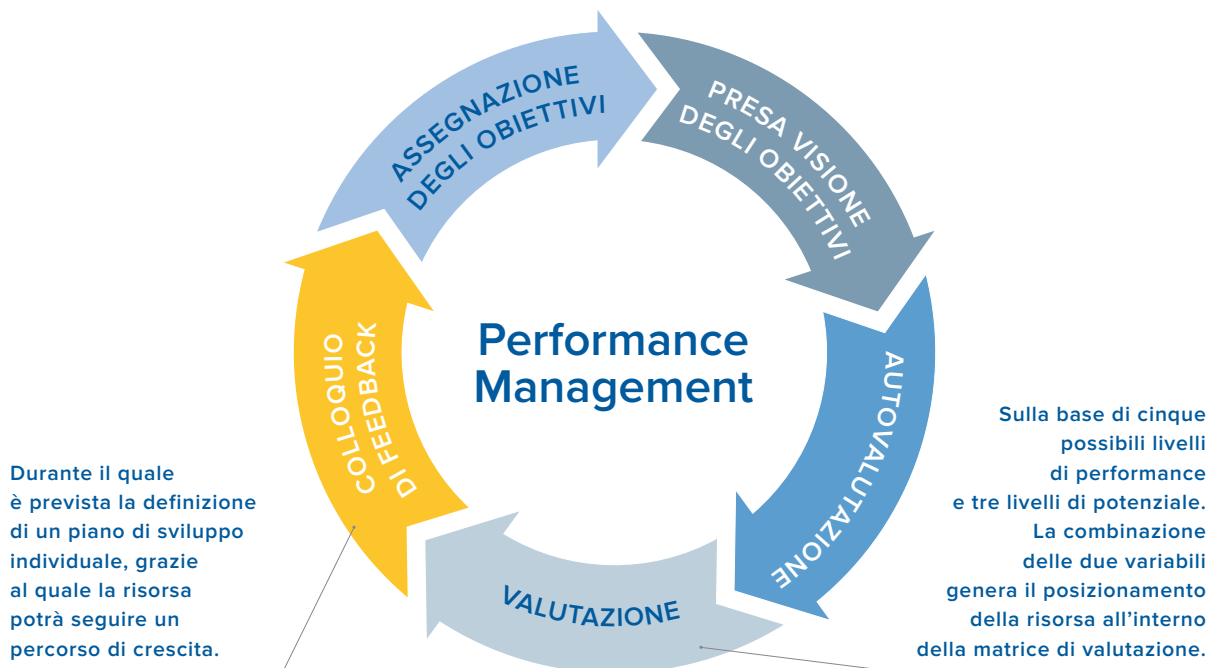 ASSEGNAZIONE
DEGLI OBIETTIVI
PRESA VISIONE
DEGLI OBIETTIVI
AUTOVALUTAZIONE
VALUTAZIONE
COLLOQUIO
DI FEEDBACK
Performance
Management
Durante il quale
è prevista la definizione
di un piano di sviluppo
individuale, grazie
al quale la risorsa
potrà seguire un
percorso di crescita.
Sulla base di cinque
possibili livelli
di performance
e tre livelli di potenziale.
La combinazione
delle due variabili
genera il posizionamento
della risorsa all’interno
della matrice di valutazione.